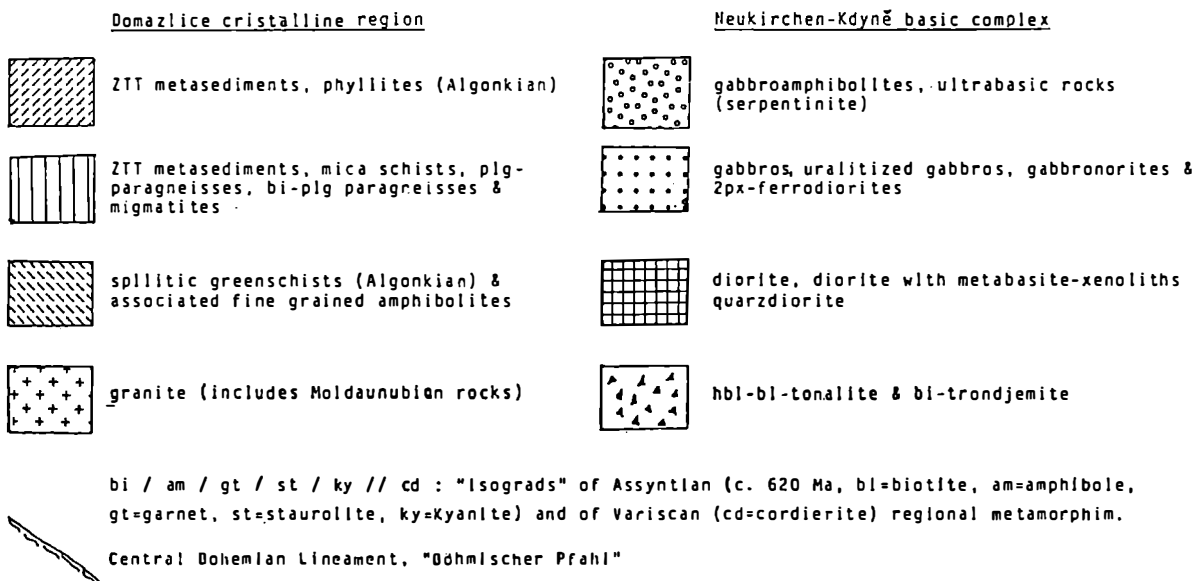 Domazlice cristalline region
ZTT metasediments, phyllites (Algonkian)
ZTT metasediments, mica schists, plg-
paragneisses, bi-plg paragneisses &
migmatites
spilitic greenschists (Algonkian) &
associated fine grained amphibolites
granite (includes Moldaunubian rocks)
Neukirchen-Kdyně basic complex
gabbroamphibolites, ultrabasic rocks
(serpentinite)
gabbros, uralitized gabbros, gabbronorites &
2px-ferrodiorites
diorite, diorite with metabasite-xenoliths
quarzdiorite
hbl-bi-tonalite & bi-trondjemite
bi / am / gt / st / ky // cd : "Isograds" of Assyntian (c. 620 Ma, bi=biotite, am=amphibole,
gt=garnet, st=staurolite, ky=Kyanite) and of Variscan (cd=cordierite) regional metamorphim.
Central Bohemian Lineament, "Böhmischer Pfahl"